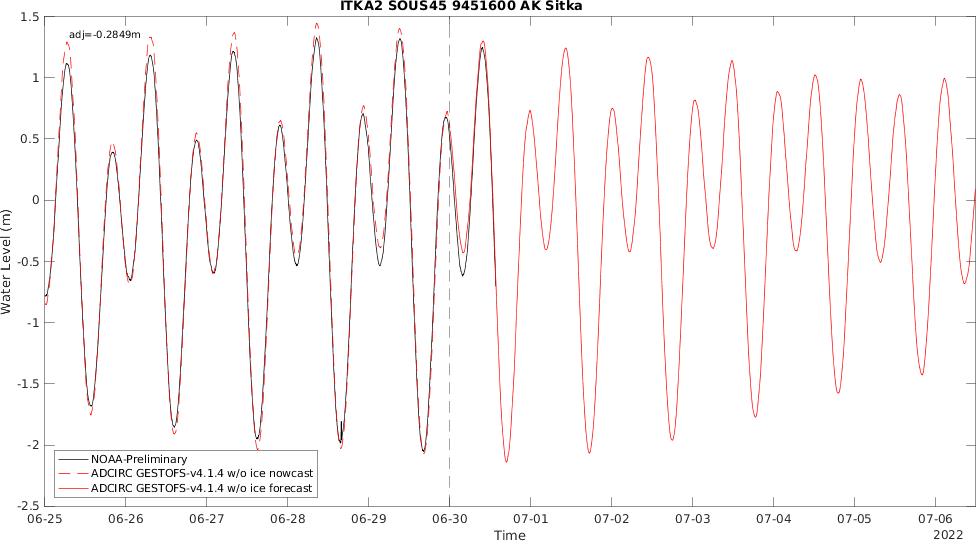 ITKA2 SOUS45 9451600 AK Sitka
adj=-0.2849m
Water Level (m)
1.5
1
0.5
0
-0.5
-1
-1.5
-2
-2.5
NOAA-Preliminary
ADCIRC GESTOFS-v4.1.4 w/o ice nowcast
ADCIRC GESTOFS-v4.1.4 w/o ice forecast
06-25 06-26 06-27 06-28 06-29 06-30 07-01 07-02 07-03 07-04 07-05 07-06
Time
2022